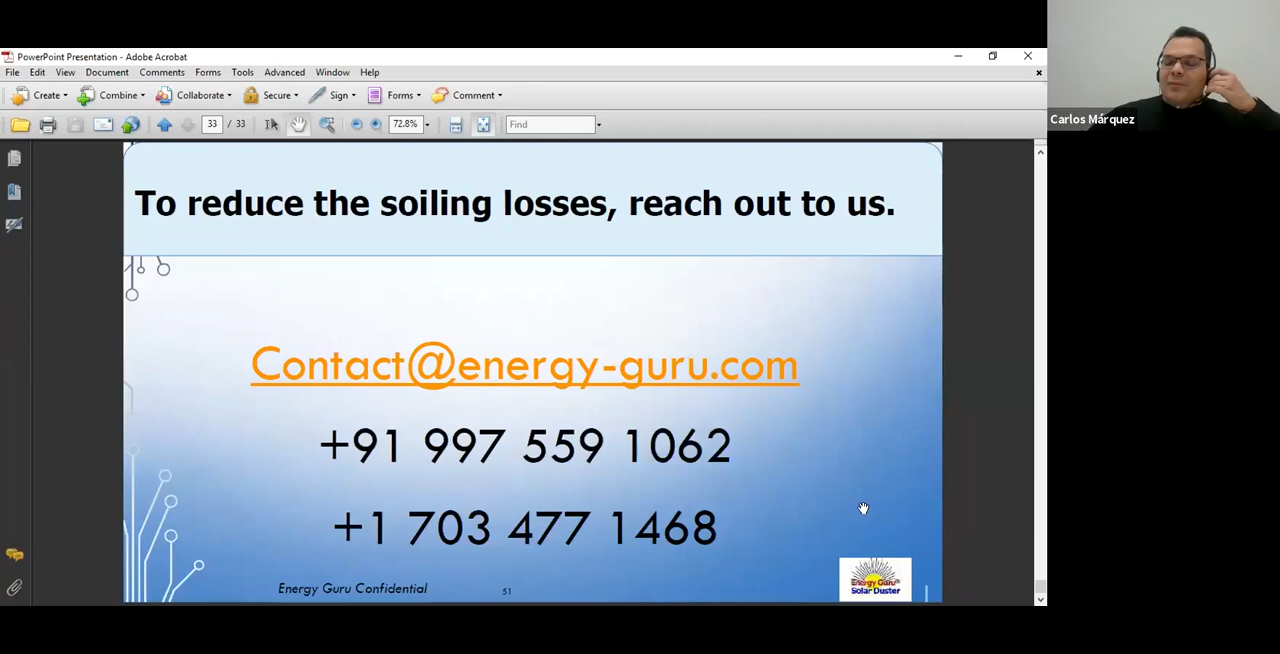 PowerPoint Presentation - Adobe Acrobat
File Edit View Document Comments Forms Tools Advanced Window Help
Create Combine Collaborate Secure Sign Forms Comment
33 / 33 72.8% Find
Carlos Márquez
To reduce the soiling losses, reach out to us.
Contact@energy-guru.com
+91 997 559 1062
+1 703 477 1468
Energy Guru Confidential 51
Energy Guru®
Solar Duster